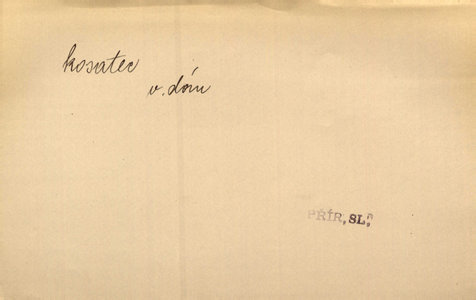 kosatec
v. dóm
PŘÍR, SL,